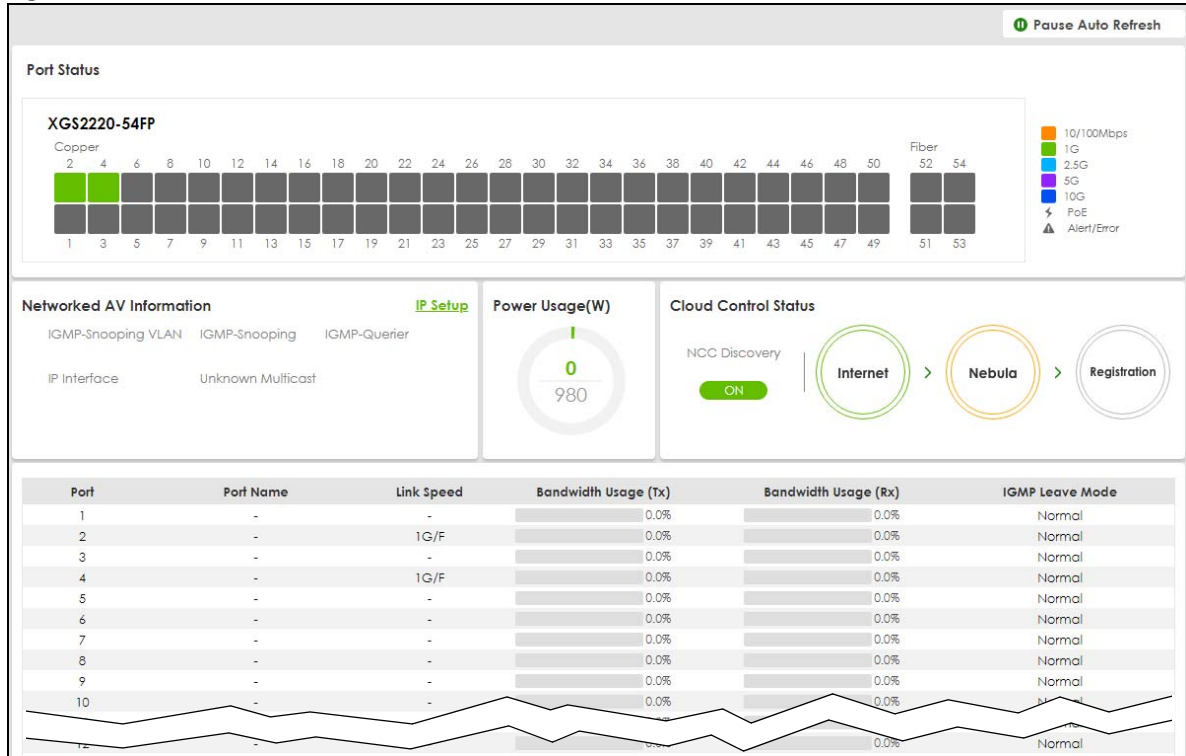 Pause Auto Refresh
Port Status
XGS2220-54FP
Copper
Fiber
2 4 6 8 10 12 14 16 18 20 22 24 26 28 30 32 34 36 38 40 42 44 46 48 50 52 54
1 3 5 7 9 11 13 15 17 19 21 23 25 27 29 31 33 35 37 39 41 43 45 47 49 51 53
10/100Mbps
1G
2.5G
5G
10G
PoE
Alert/Error
Networked AV Information IP Setup
IGMP-Snooping VLAN IGMP-Snooping IGMP-Querier
IP Interface Unknown Multicast
Power Usage(W)
0
980
Cloud Control Status
NCC Discovery
ON
Internet > Nebula > Registration
Port Port Name Link Speed Bandwidth Usage (Tx) Bandwidth Usage (Rx) IGMP Leave Mode
1 - - 0.0% 0.0% Normal
2 - 1G/F 0.0% 0.0% Normal
3 - - 0.0% 0.0% Normal
4 - 1G/F 0.0% 0.0% Normal
5 - - 0.0% 0.0% Normal
6 - - 0.0% 0.0% Normal
7 - - 0.0% 0.0% Normal
8 - - 0.0% 0.0% Normal
9 - - 0.0% 0.0% Normal
10 - - 0.0% 0.0% Normal
12 - - 0.0% 0.0% Normal